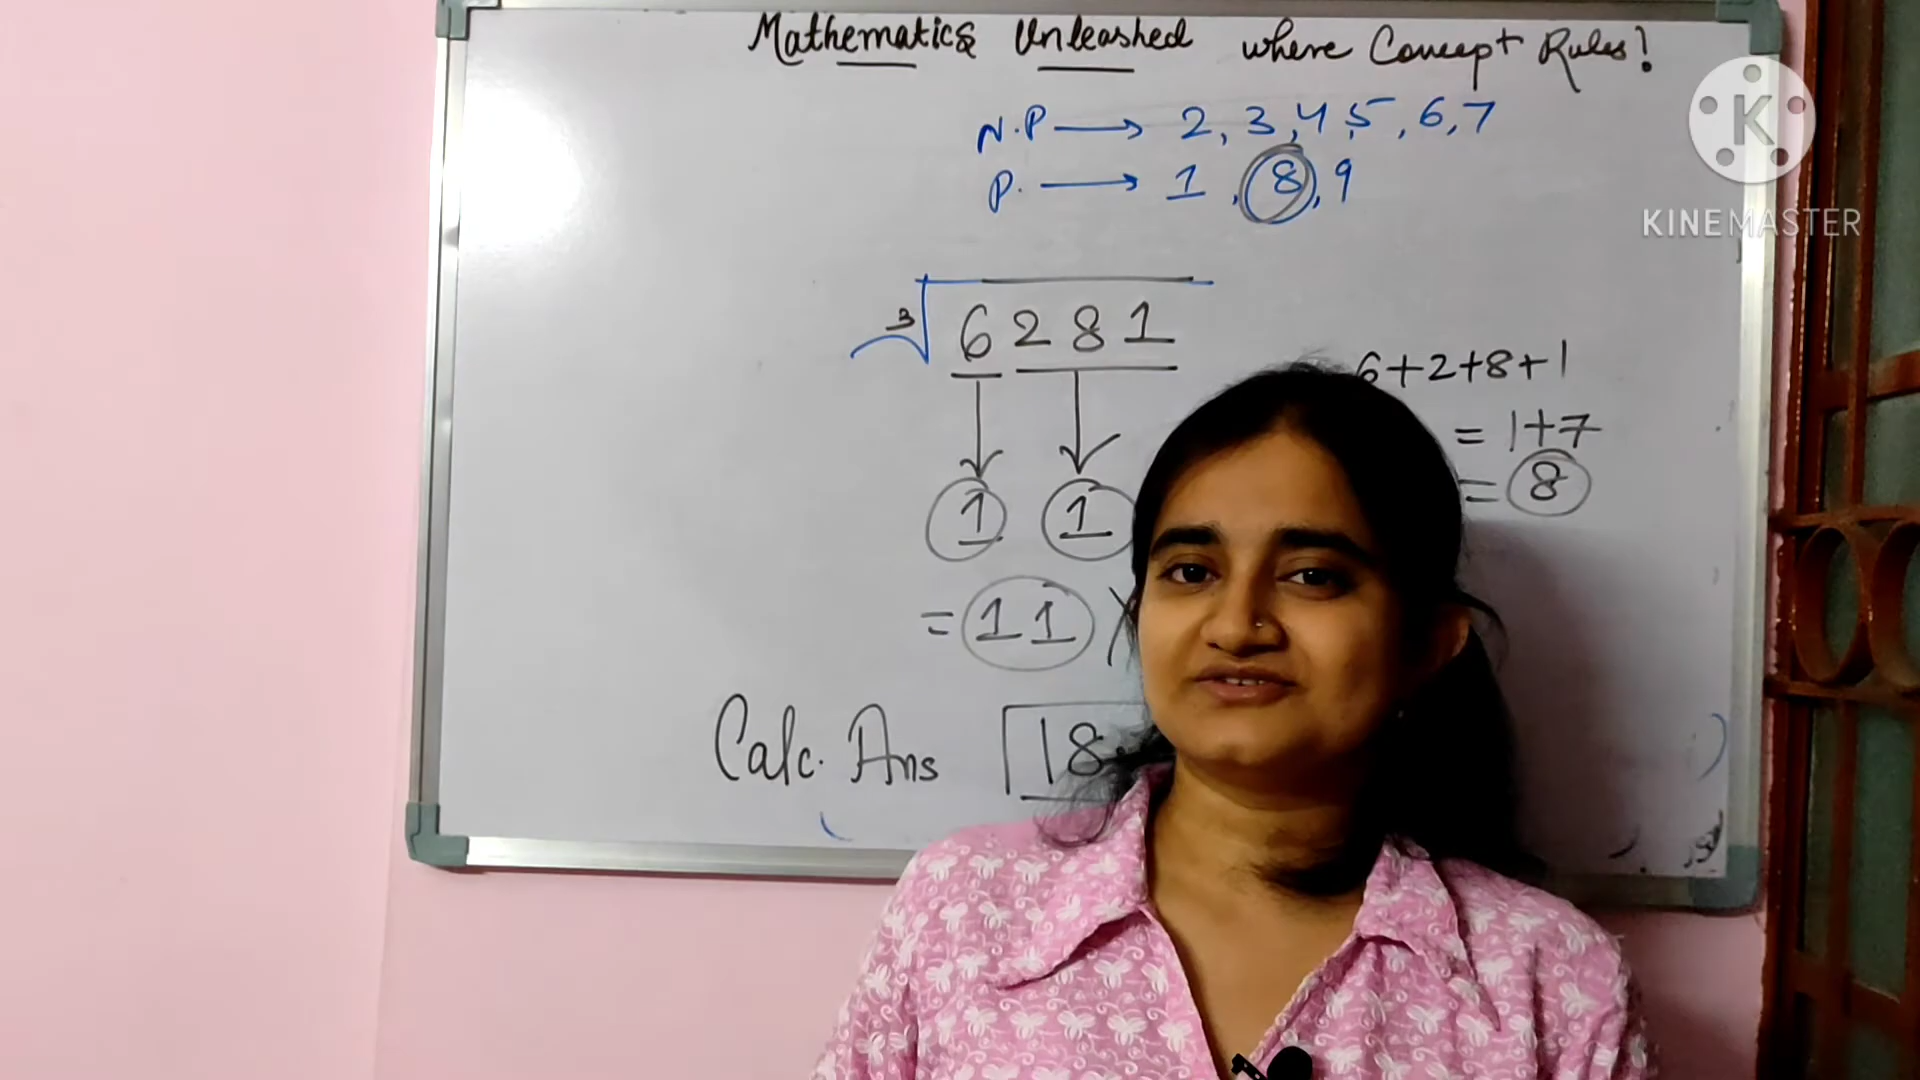 Mathematics Unleashed where Concept Rules!
N.P → 2, 3, 4, 5, 6, 7
P. → 1, 8, 9
K
KINEMASTER
3√6281
6+2+8+1
= 1+7
= 8
1 1
= 11
Calc. Ans 18